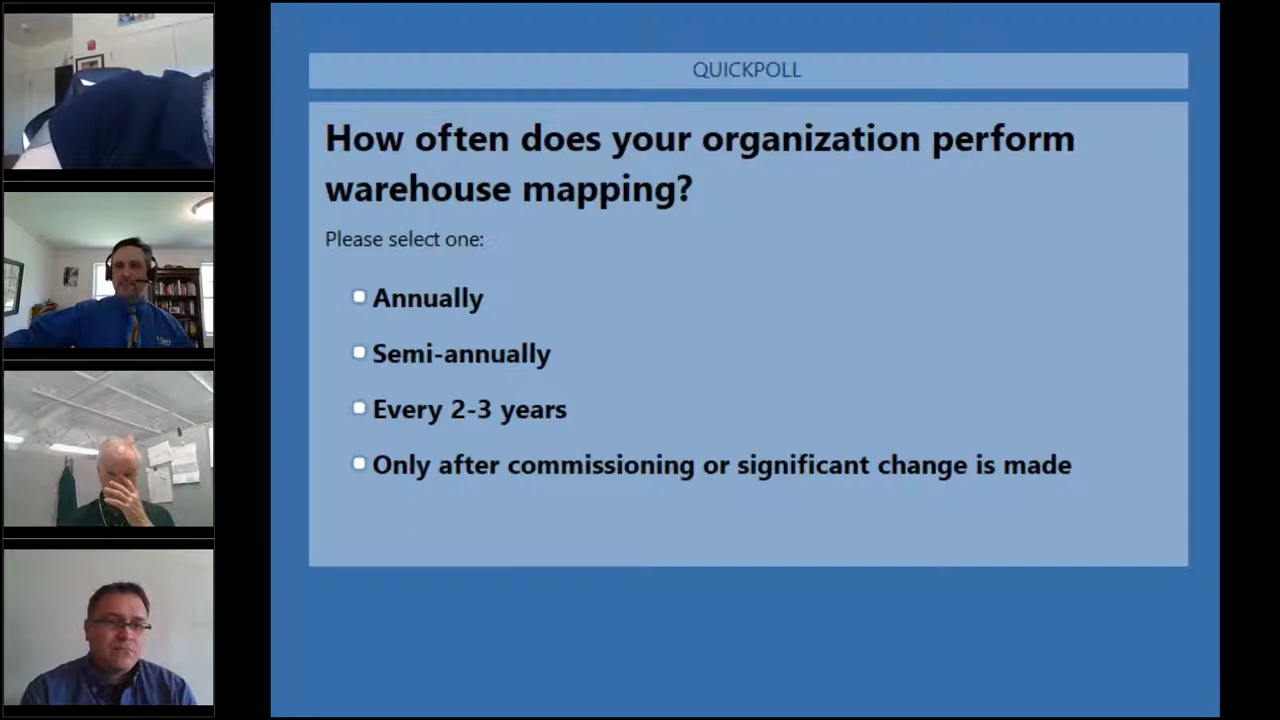 QUICKPOLL
How often does your organization perform
warehouse mapping?
Please select one:
Annually
Semi-annually
Every 2-3 years
Only after commissioning or significant change is made